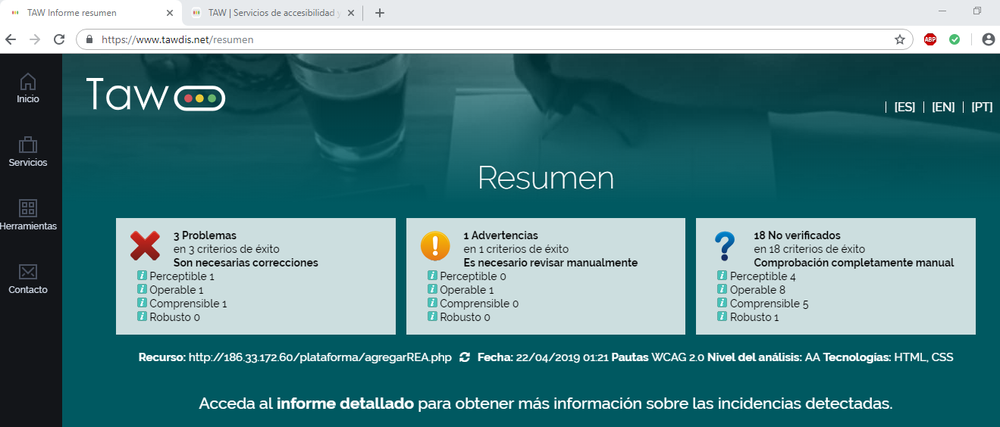 TAW Informe resumen
TAW | Servicios de accesibilidad y
https://www.tawdis.net/resumen
ABP
Inicio
Servicios
Herramientas
Contacto
Taw
| [ES] | [EN] | [PT]
Resumen
3 Problemas
en 3 criterios de éxito
Son necesarias correcciones
Perceptible 1
Operable 1
Comprensible 1
Robusto 0
1 Advertencias
en 1 criterios de éxito
Es necesario revisar manualmente
Perceptible 0
Operable 1
Comprensible 0
Robusto 0
18 No verificados
en 18 criterios de éxito
Comprobación completamente manual
Perceptible 4
Operable 8
Comprensible 5
Robusto 1
Recurso: http://186.33.172.60/plataforma/agregarREA.php Fecha: 22/04/2019 01:21 Pautas WCAG 2.0 Nivel del análisis: AA Tecnologías: HTML, CSS
Acceda al informe detallado para obtener más información sobre las incidencias detectadas.